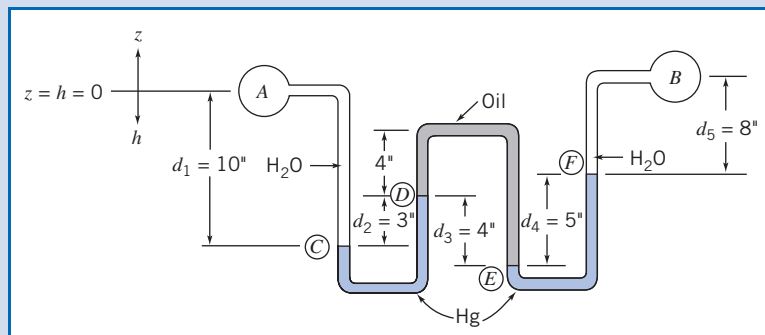 z
z = h = 0
h
A
B
Oil
d₁ = 10"
H₂O
4"
D
d₂ = 3"
C
d₃ = 4"
E
d₄ = 5"
F
H₂O
d₅ = 8"
Hg